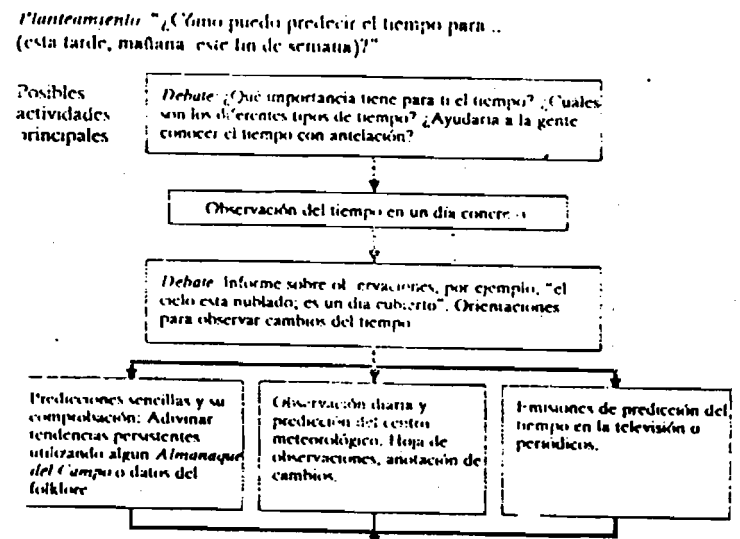 Planteamiento "¿Cómo puedo predecir el tiempo para ..
(esta tarde, mañana este fin de semana)?"
Posibles
actividades
principales
Debate: ¿Qué importancia tiene para ti el tiempo? ¿Cuáles
son los diferentes tipos de tiempo? ¿Ayudaría a la gente
conocer el tiempo con antelación?
Observación del tiempo en un día
Debate Informe sobre observaciones, por ejemplo, "el
cielo está nublado; es un día cubierto". Orientaciones
para observar cambios del tiempo
Predicciones sencillas y su
comprobación: Adivinar
tendencias persistentes
utilizando algún Almanaque
del Campo o datos del
folklore
Observación diaria y
predicción del centro
meteorológico. Hoja de
observaciones, anotación de
cambios.
Emisiones de predicción del
tiempo en la televisión o
periódicos.